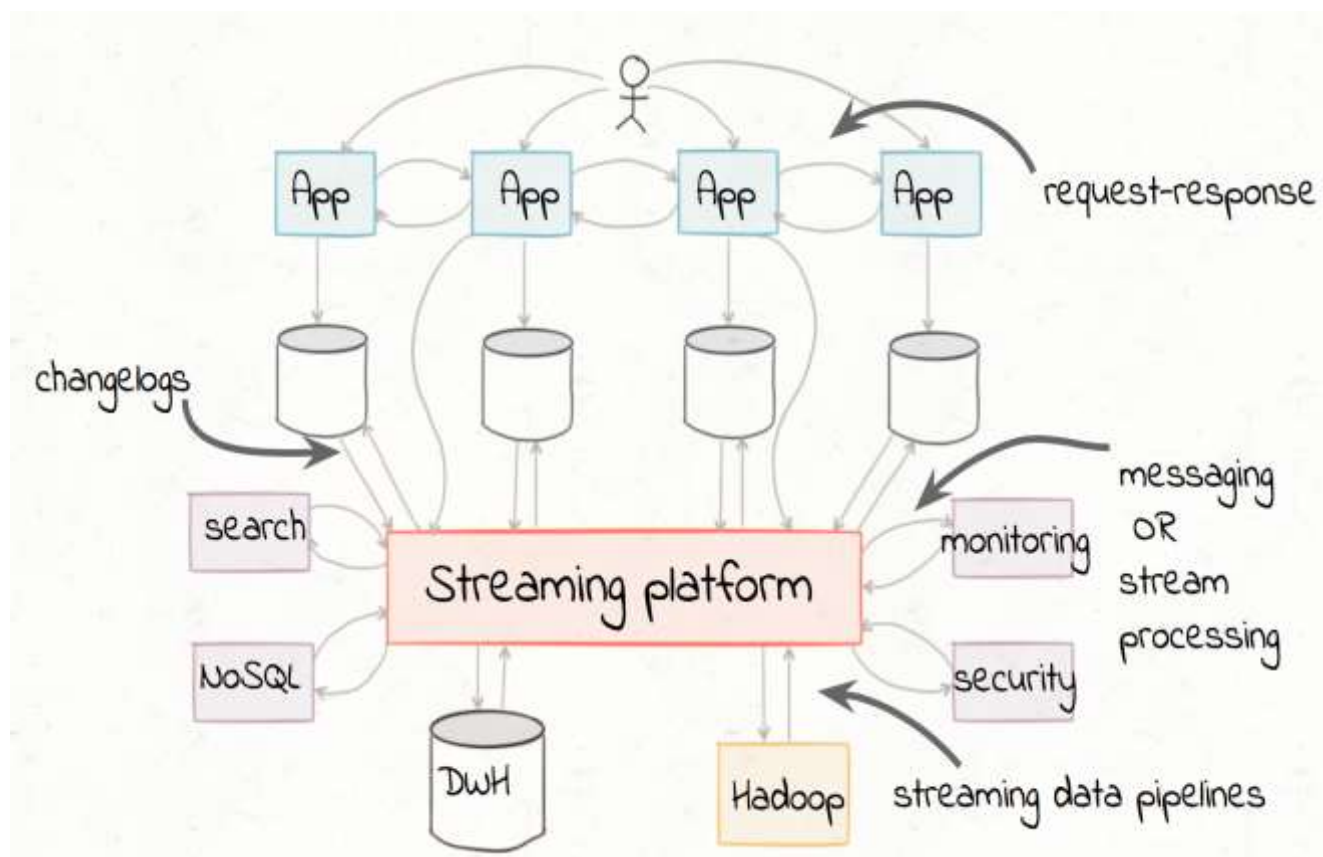 App
App
App
App
request-response
changelogs
search
monitoring
messaging
OR
stream
processing
Streaming platform
NoSQL
security
DWH
Hadoop
streaming data pipelines